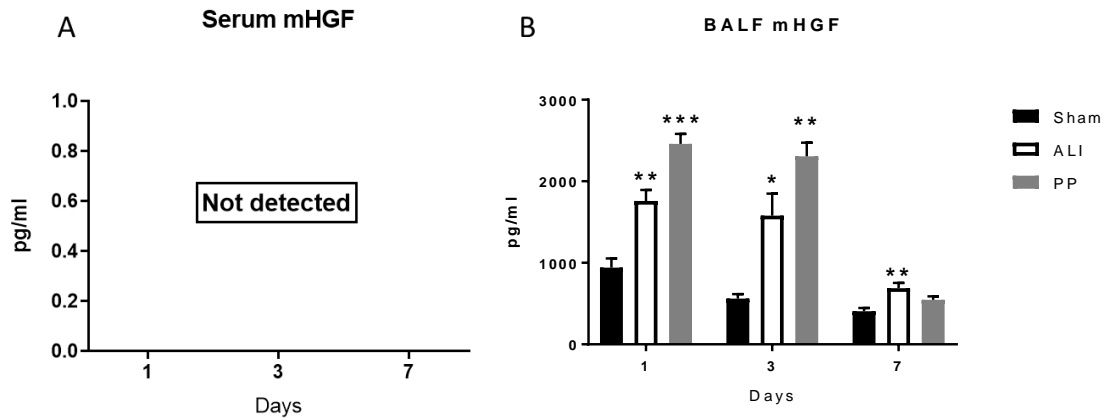 A
Serum mHGF
pg/ml
1.0
0.8
0.6
0.4
0.2
0.0
Not detected
1 3 7
Days
B
BALF mHGF
pg/ml
3000
2000
1000
0
** ***
* **
**
1 3 7
Days
Sham
ALI
PP